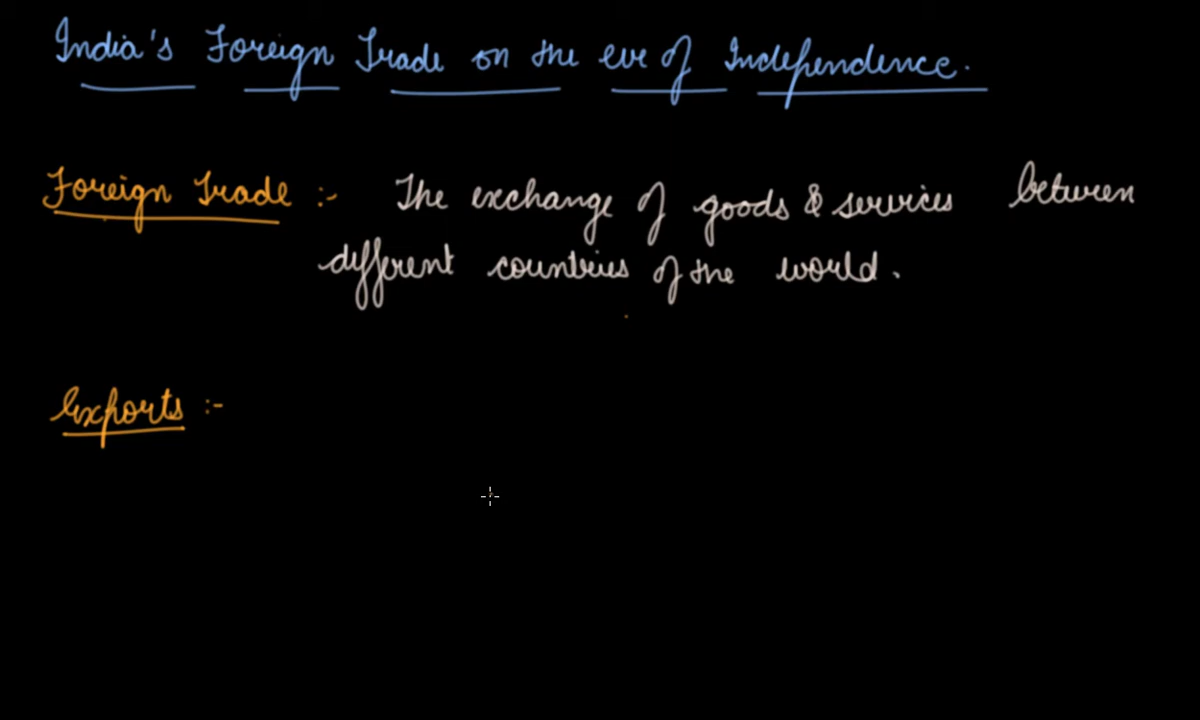 India's Foreign Trade on the eve of Independence.
Foreign Trade :- The exchange of goods & services between
different countries of the world.
Exports :-